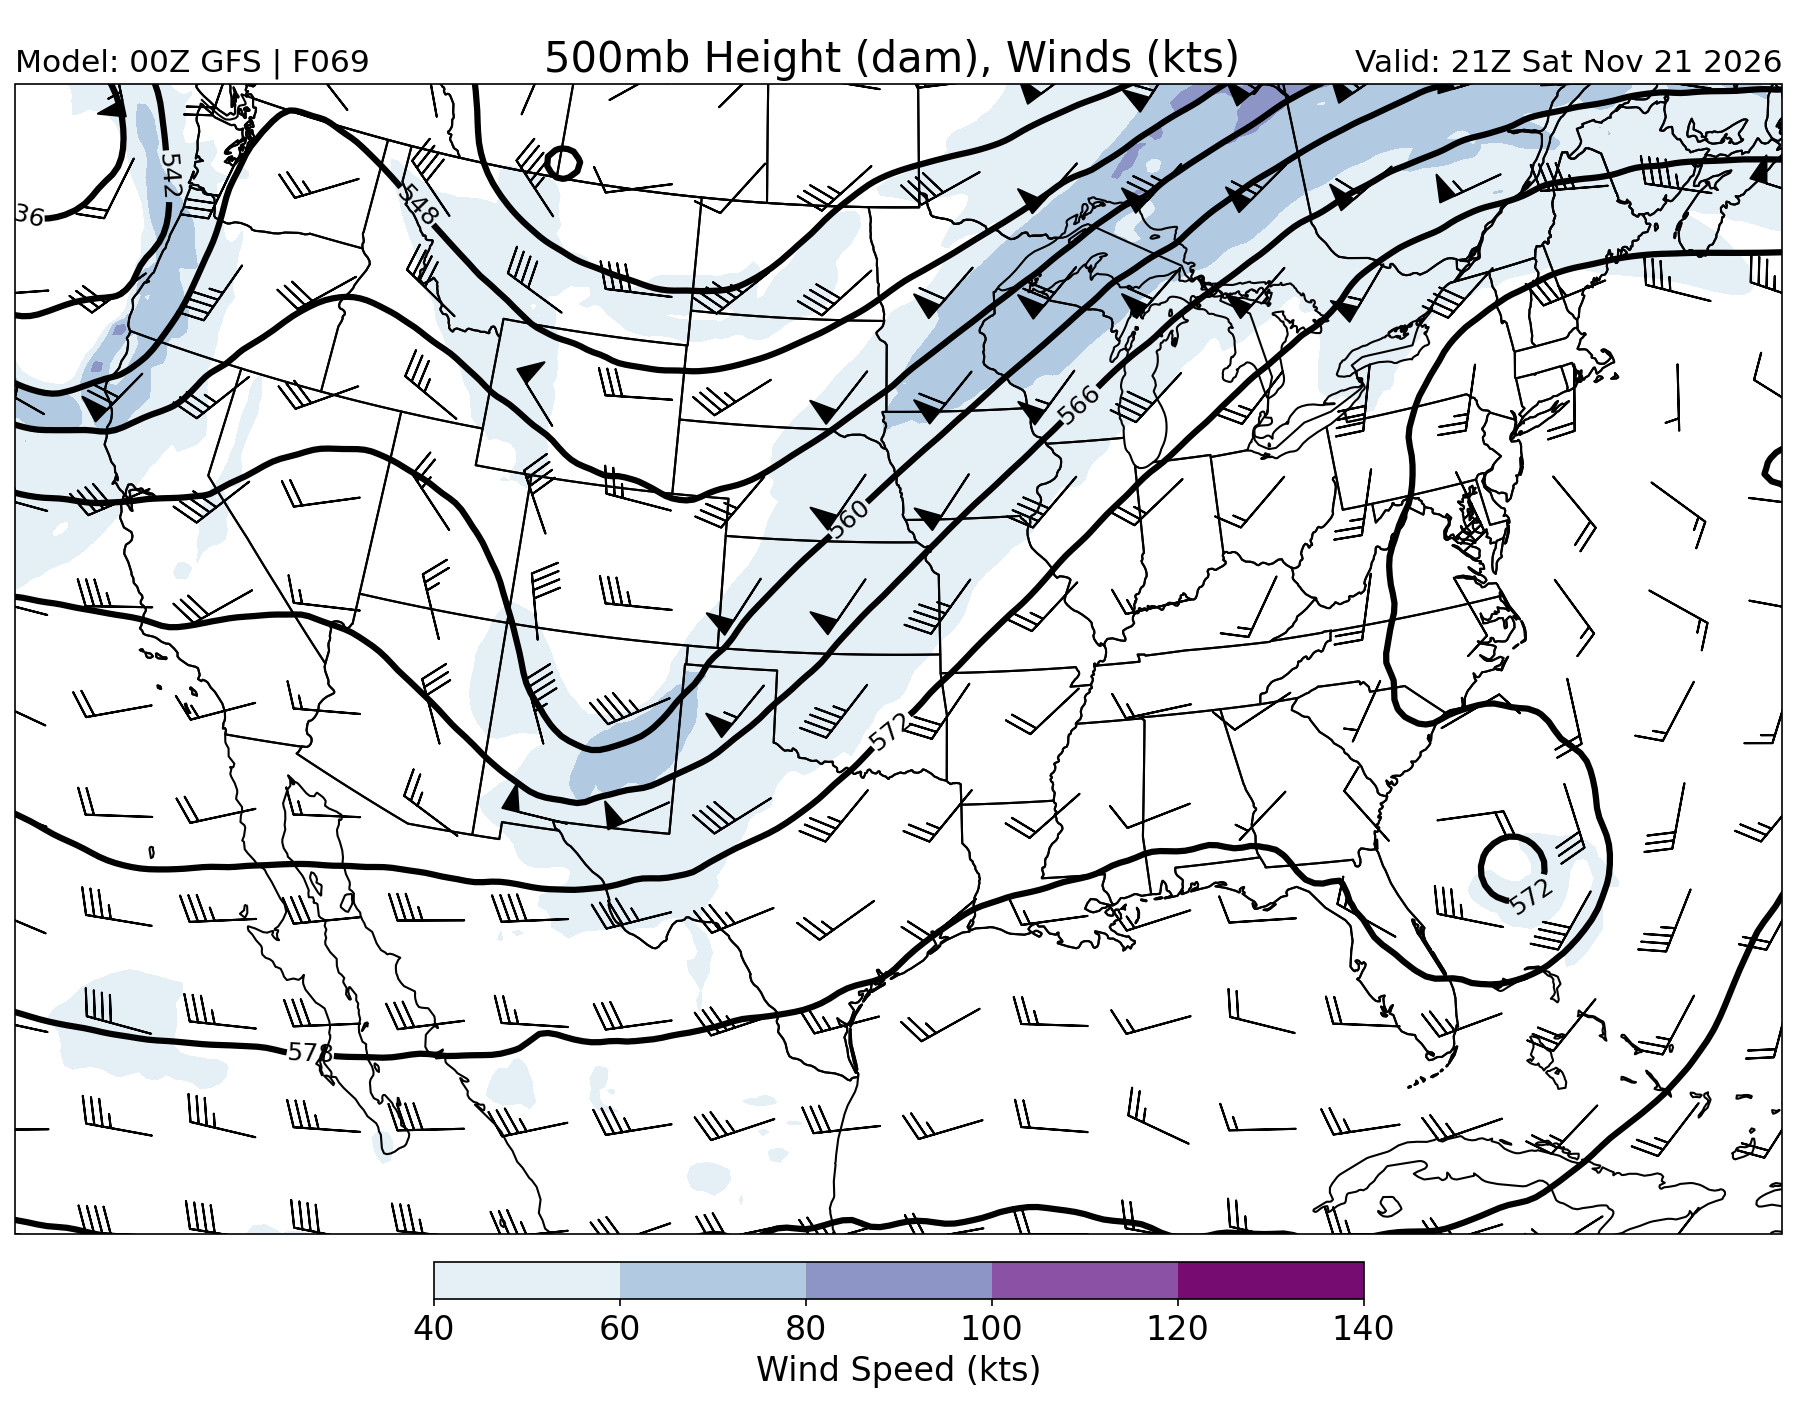 Model: 00Z GFS | F069
500mb Height (dam), Winds (kts)
Valid: 21Z Sat Nov 21 2026
542
36
548
566
560
572
572
578
40 60 80 100 120 140
Wind Speed (kts)